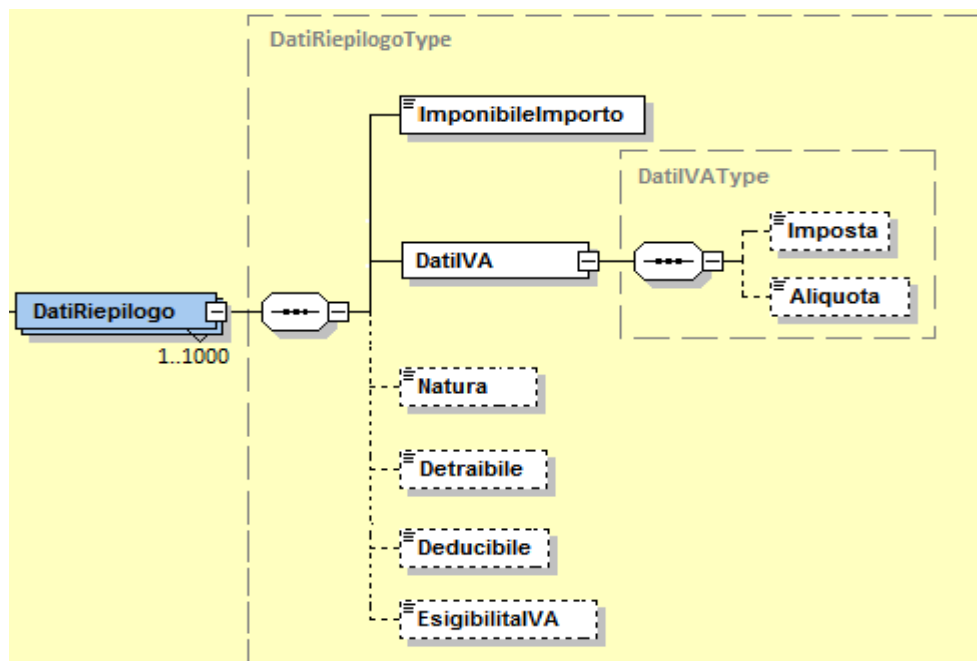 DatiRiepilogoType
ImponibileImporto
DatiIVAType
Imposta
DatiIVA
Aliquota
DatiRiepilogo
1..1000
Natura
Detraibile
Deducibile
EsigibilitaIVA